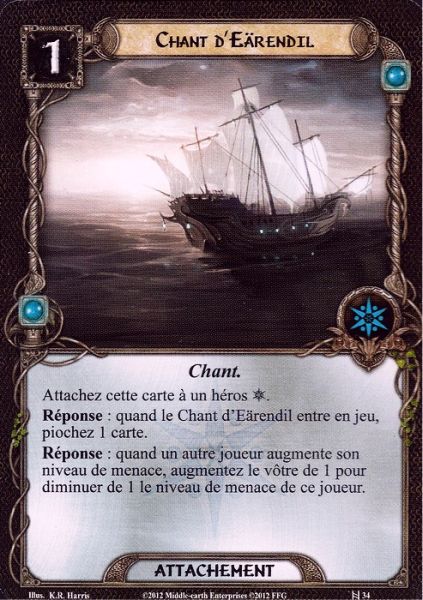 1
CHANT D'EÄRENDIL
Chant.
Attachez cette carte à un héros.
Réponse : quand le Chant d'Eärendil entre en jeu,
piochez 1 carte.
Réponse : quand un autre joueur augmente son
niveau de menace, augmentez le vôtre de 1 pour
diminuer de 1 le niveau de menace de ce joueur.
ATTACHEMENT
Illus. K.R. Harris
©2012 Middle-earth Enterprises ©2012 FFG
34